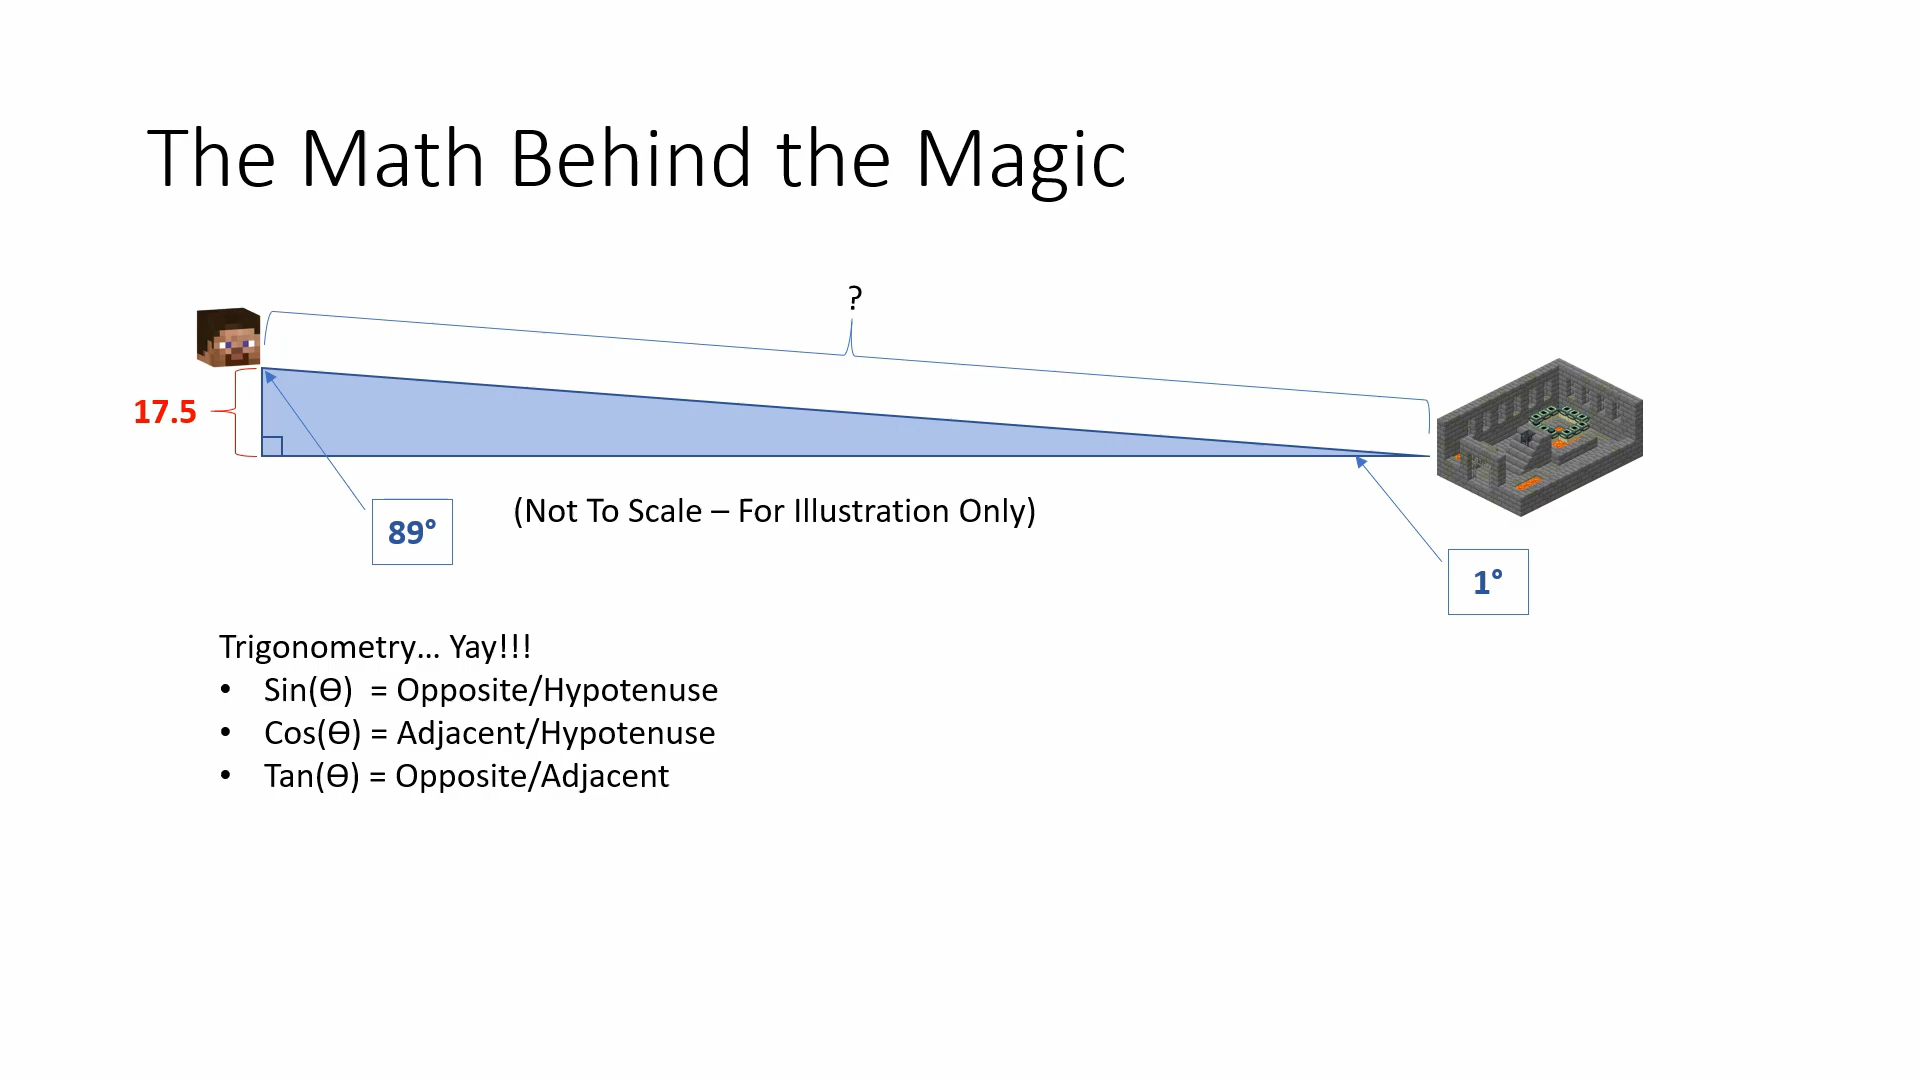 The Math Behind the Magic
?
17.5
(Not To Scale – For Illustration Only)
89°
1°
Trigonometry... Yay!!!
• Sin(Ө) = Opposite/Hypotenuse
• Cos(Ө) = Adjacent/Hypotenuse
• Tan(Ө) = Opposite/Adjacent